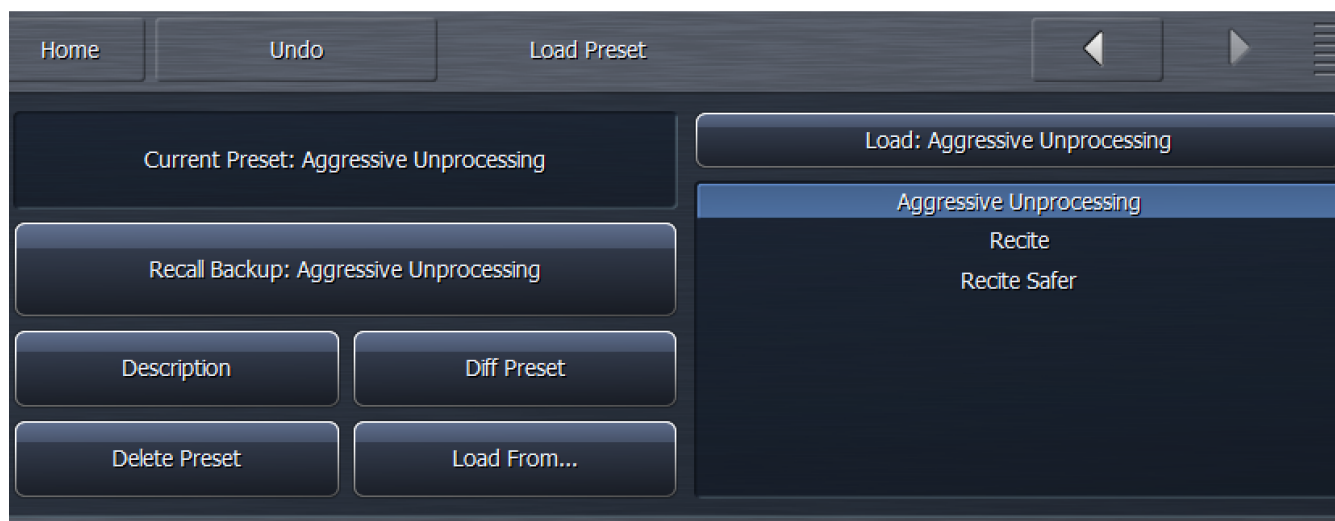 Home
Undo
Load Preset
Current Preset: Aggressive Unprocessing
Recall Backup: Aggressive Unprocessing
Description
Diff Preset
Delete Preset
Load From...
Load: Aggressive Unprocessing
Aggressive Unprocessing
Recite
Recite Safer